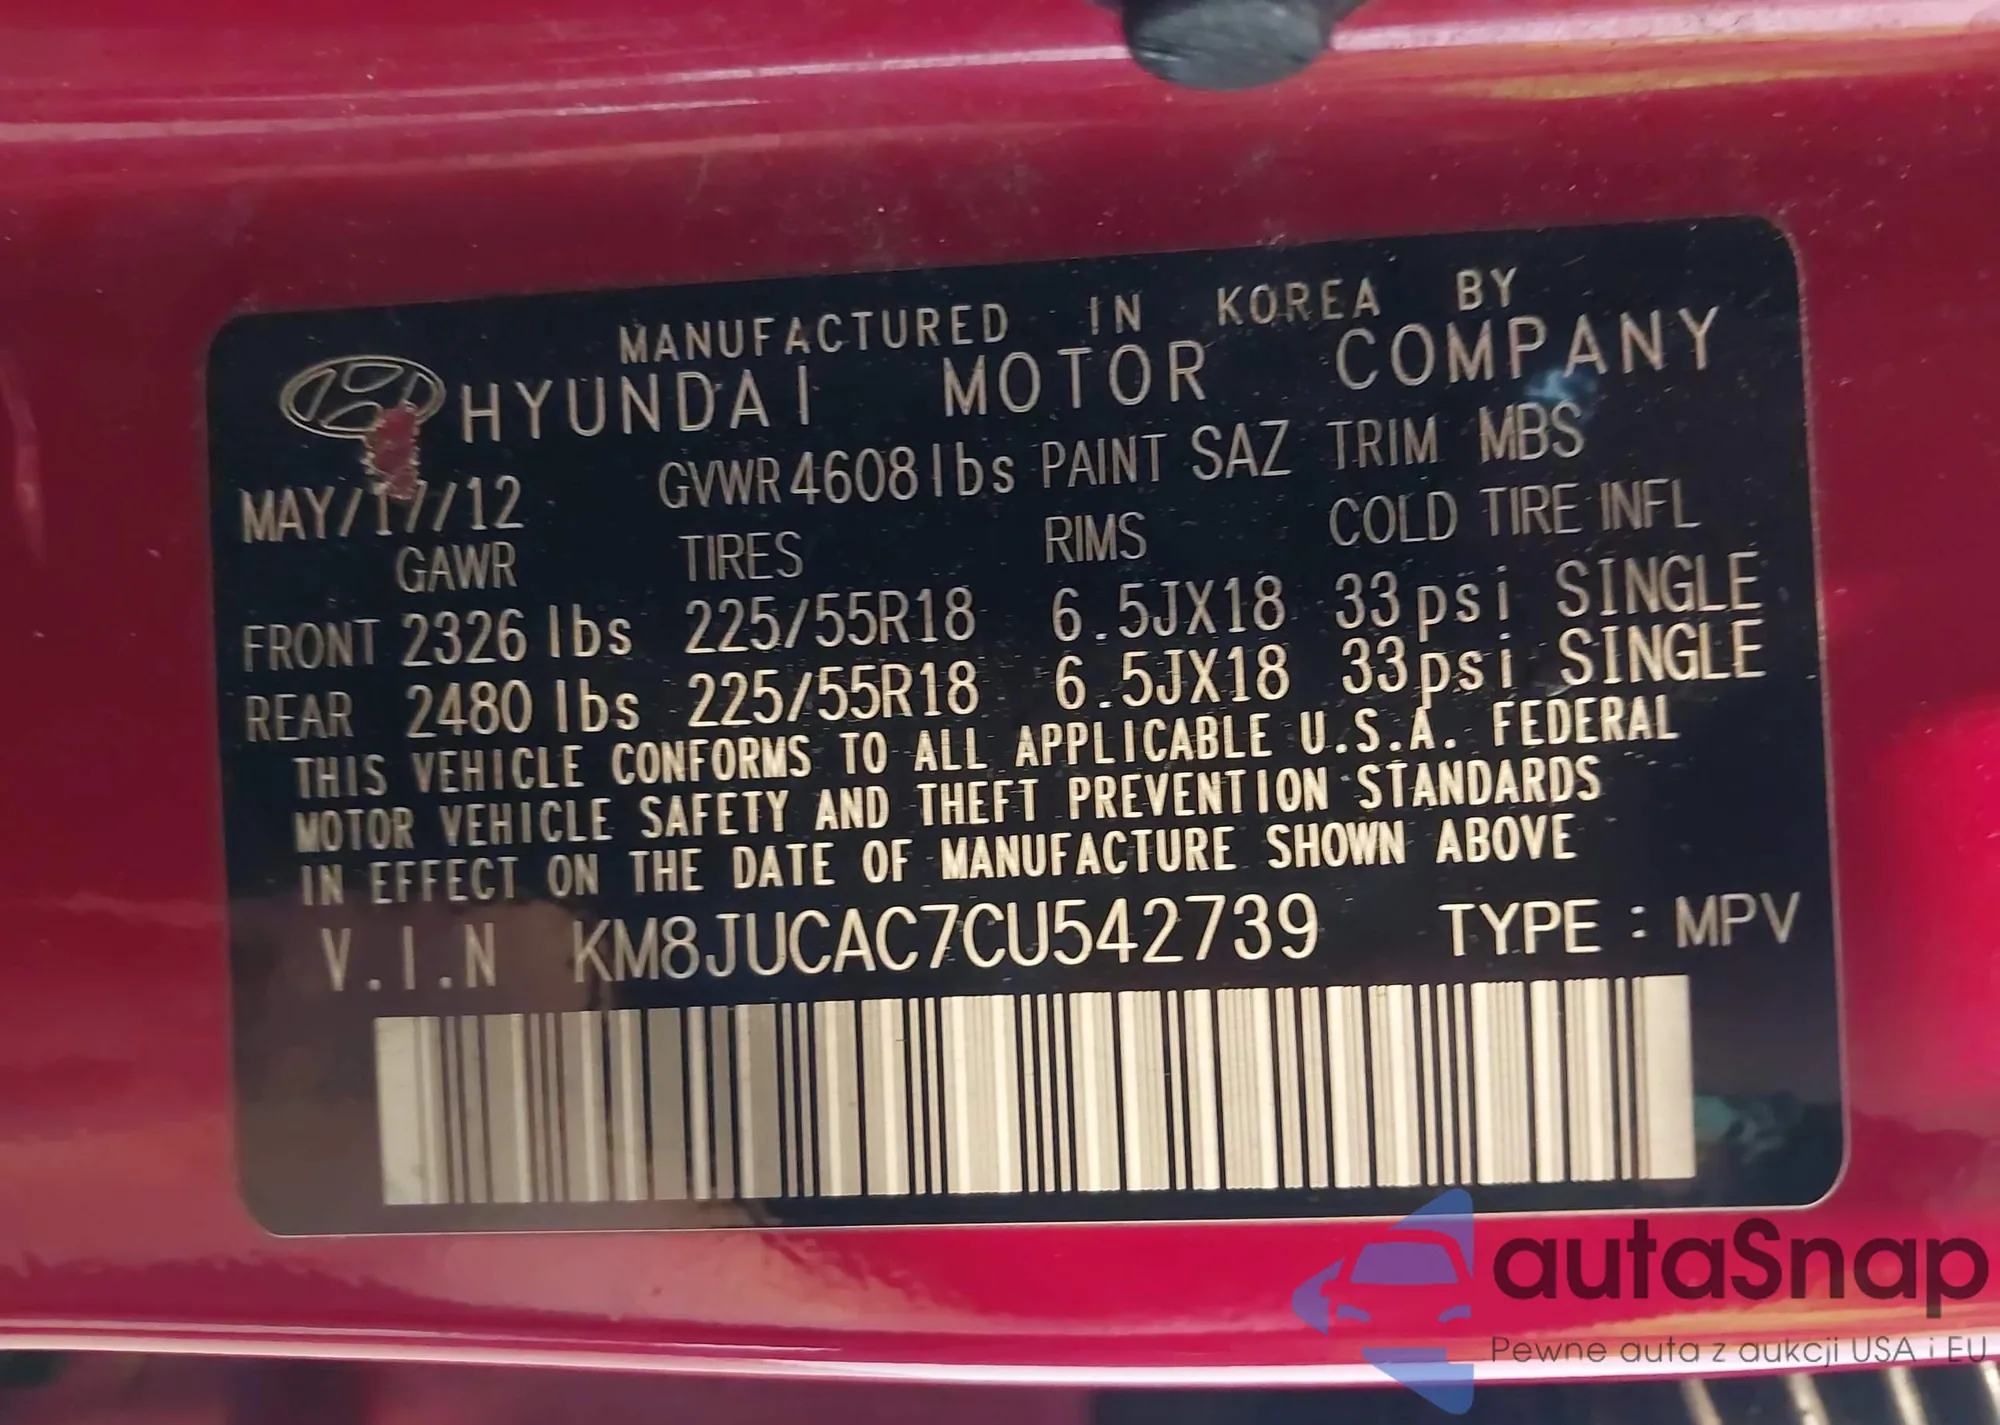 MANUFACTURED IN KOREA BY
HYUNDAI MOTOR COMPANY
MAY/17/12 GVWR 4608 lbs PAINT SAZ TRIM MBS
GAWR TIRES RIMS COLD TIRE INFL
FRONT 2326 lbs 225/55R18 6.5JX18 33psi SINGLE
REAR 2480 lbs 225/55R18 6.5JX18 33psi SINGLE
THIS VEHICLE CONFORMS TO ALL APPLICABLE U.S.A. FEDERAL
MOTOR VEHICLE SAFETY AND THEFT PREVENTION STANDARDS
IN EFFECT ON THE DATE OF MANUFACTURE SHOWN ABOVE
V.I.N KM8JUCAC7CU542739 TYPE : MPV
autaSnap
Pewne auta z aukcji USA i EU